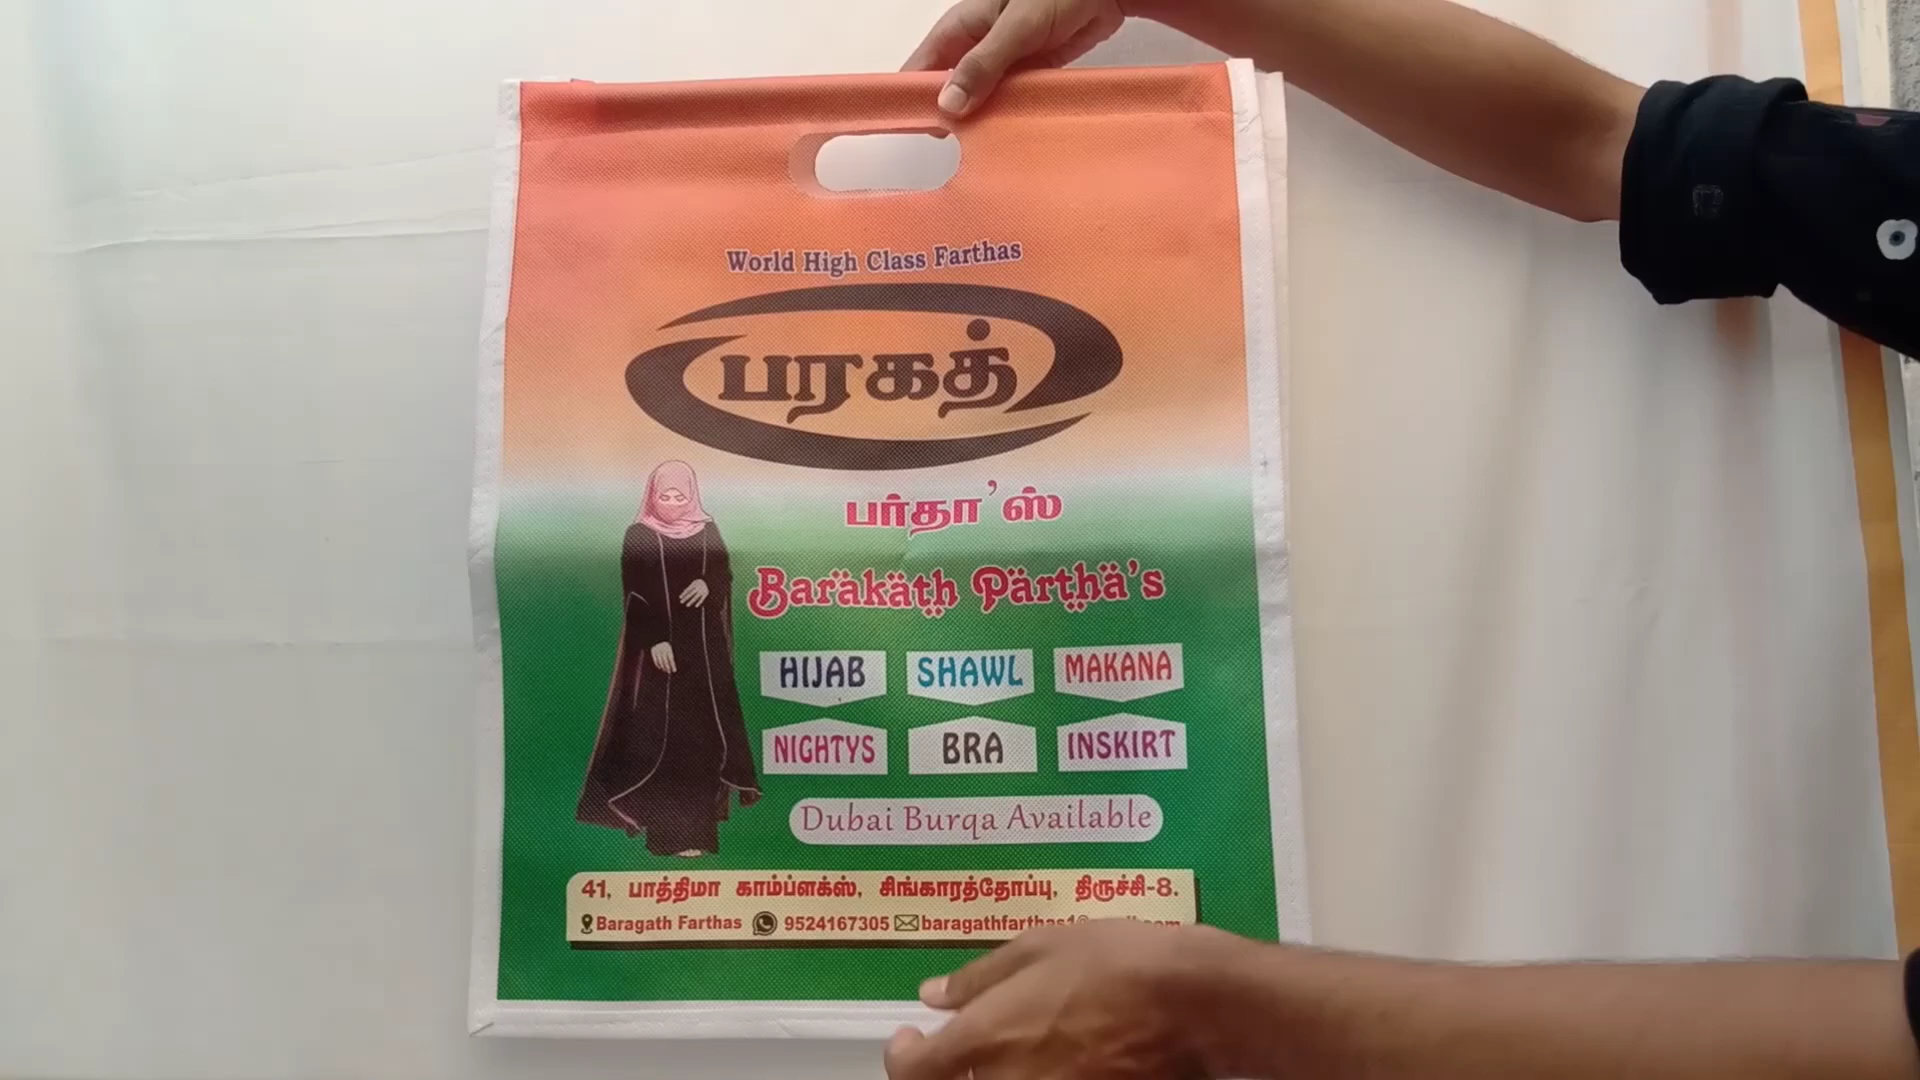 World High Class Farthas
பரகத்
பர்தா'ஸ்
Barakath Partha's
HIJAB SHAWL MAKANA
NIGHTYS BRA INSKIRT
Dubai Burqa Available
41, பாத்திமா காம்ப்ளக்ஸ், சிங்காரத்தோப்பு, திருச்சி-8.
Baragath Farthas 9524167305